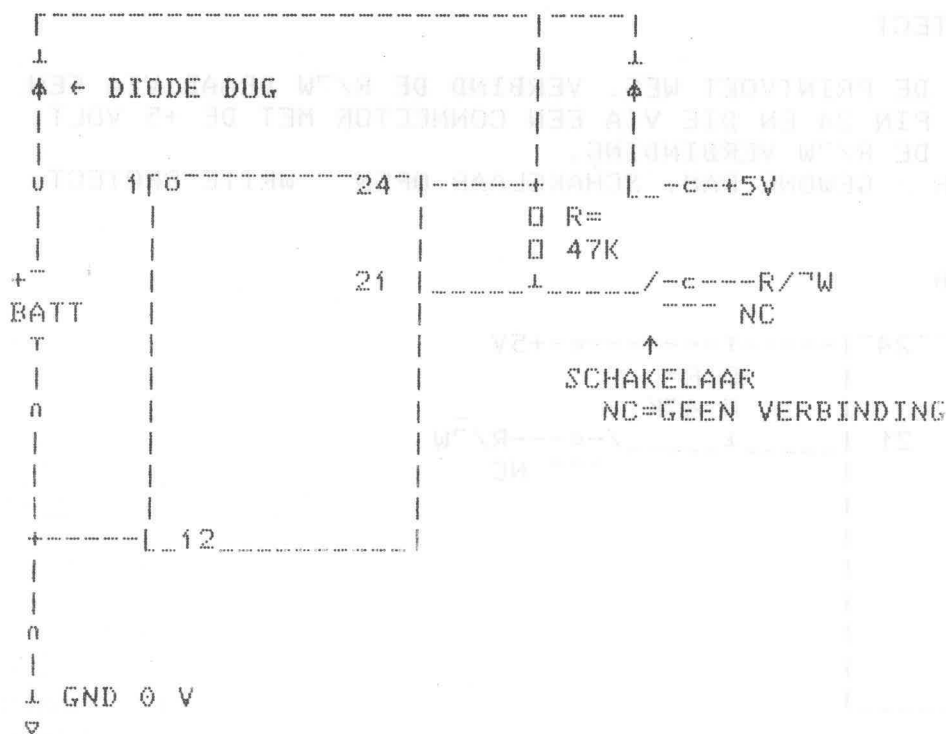 ← DIODE DUG
1 o 24 -c- +5V
R=
47K
+ 21 /-c---R/¬W
BATT NC
↑
SCHAKELAAR
NC=GEEN VERBINDING
12
GND 0 V